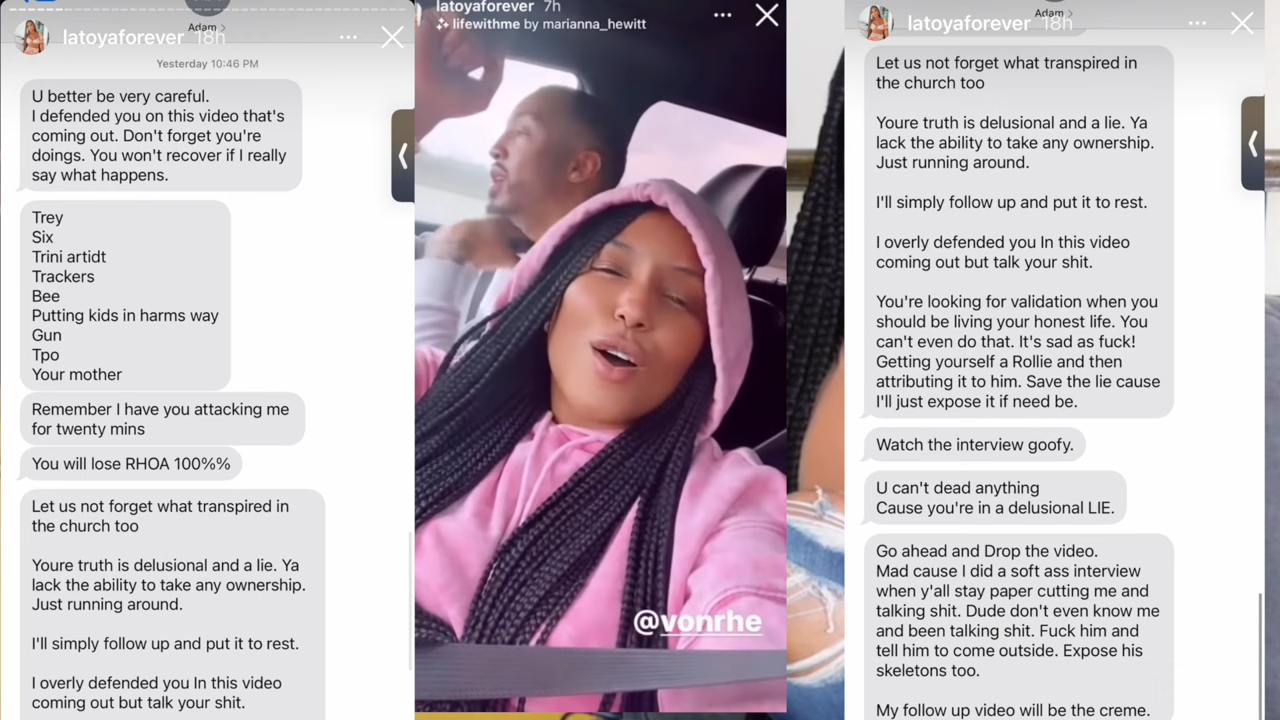 Adam
latoyaforever 18h
Yesterday 10:46 PM
U better be very careful.
I defended you on this video that's
coming out. Don't forget you're
doings. You won't recover if I really
say what happens.
Trey
Six
Trini artidt
Trackers
Bee
Putting kids in harms way
Gun
Tpo
Your mother
Remember I have you attacking me
for twenty mins
You will lose RHOA 100%%
Let us not forget what transpired in
the church too
Youre truth is delusional and a lie. Ya
lack the ability to take any ownership.
Just running around.
I'll simply follow up and put it to rest.
I overly defended you In this video
coming out but talk your shit.
latoyaforever 7h
lifewithme by marianna_hewitt
@vonrhe
Adam
latoyaforever 18h
Let us not forget what transpired in
the church too
Youre truth is delusional and a lie. Ya
lack the ability to take any ownership.
Just running around.
I'll simply follow up and put it to rest.
I overly defended you In this video
coming out but talk your shit.
You're looking for validation when you
should be living your honest life. You
can't even do that. It's sad as fuck!
Getting yourself a Rollie and then
attributing it to him. Save the lie cause
I'll just expose it if need be.
Watch the interview goofy.
U can't dead anything
Cause you're in a delusional LIE.
Go ahead and Drop the video.
Mad cause I did a soft ass interview
when y'all stay paper cutting me and
talking shit. Dude don't even know me
and been talking shit. Fuck him and
tell him to come outside. Expose his
skeletons too.
My follow up video will be the creme.